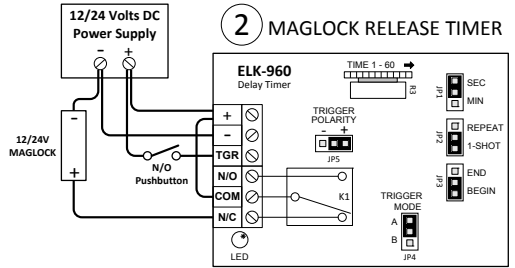 12/24 Volts DC
Power Supply
- +
2 MAGLOCK RELEASE TIMER
ELK-960
Delay Timer
TIME 1 - 60
R3
JP1
SEC
MIN
TRIGGER
POLARITY
- +
JP5
JP2
REPEAT
1-SHOT
JP3
END
BEGIN
12/24V
MAGLOCK
-
+
N/O
Pushbutton
+
-
TGR
N/O
COM
N/C
K1
LED
TRIGGER
MODE
A
B
JP4